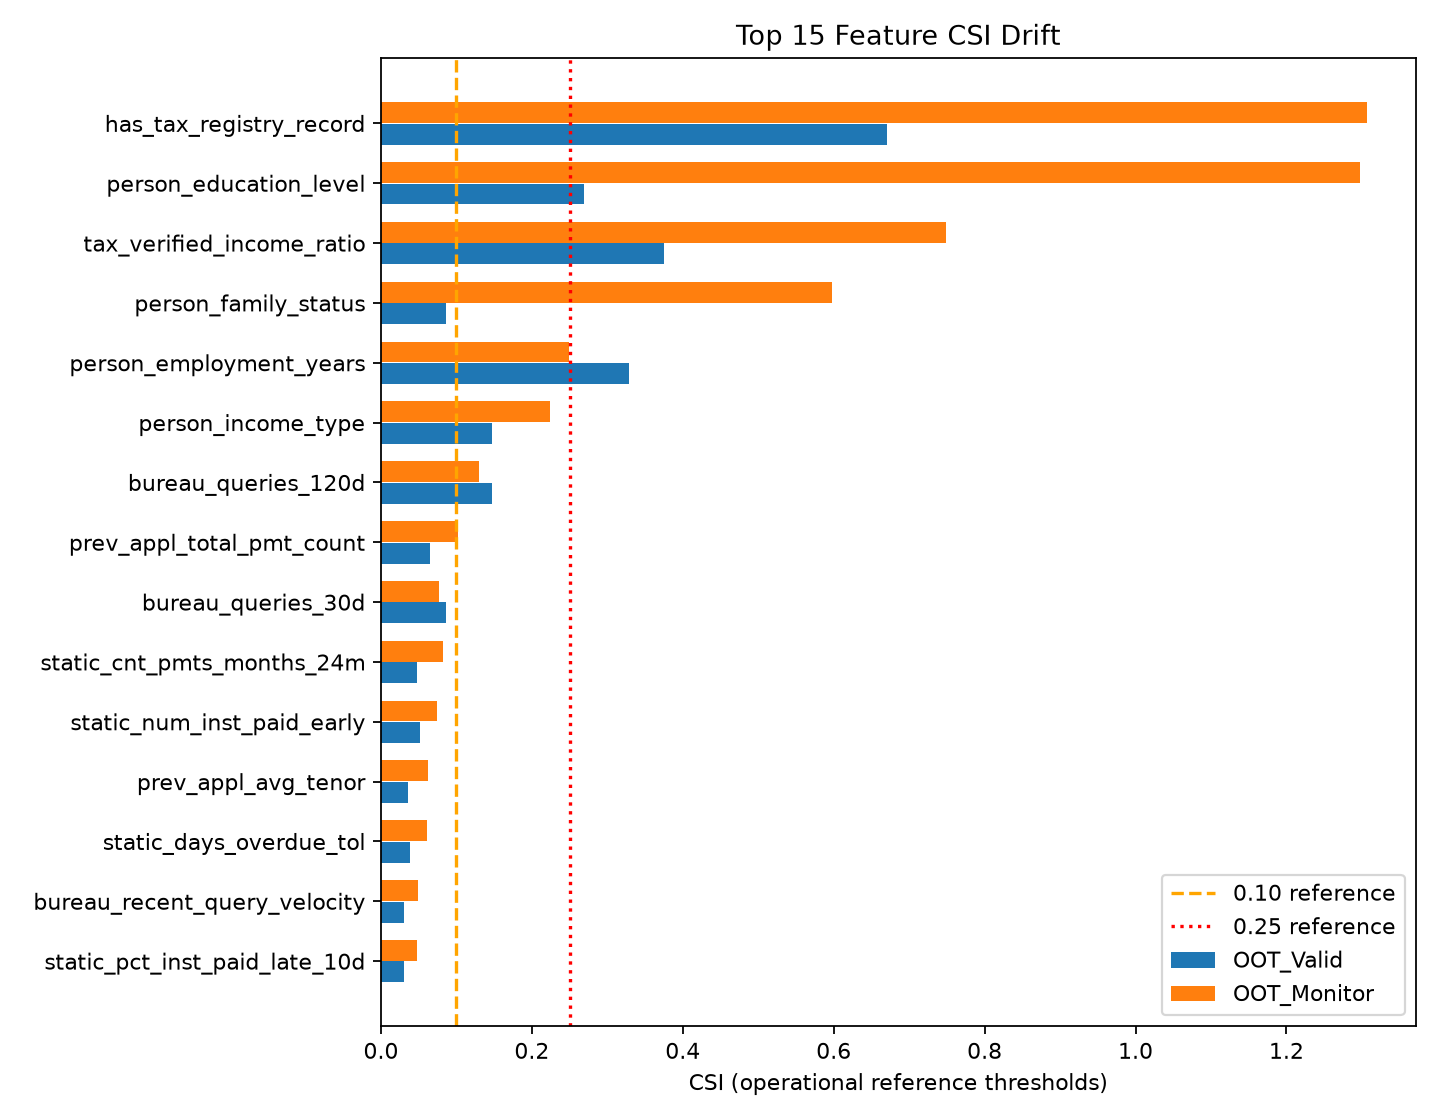 Top 15 Feature CSI Drift
has_tax_registry_record
person_education_level
tax_verified_income_ratio
person_family_status
person_employment_years
person_income_type
bureau_queries_120d
prev_appl_total_pmt_count
bureau_queries_30d
static_cnt_pmts_months_24m
static_num_inst_paid_early
prev_appl_avg_tenor
static_days_overdue_tol
bureau_recent_query_velocity
static_pct_inst_paid_late_10d
0.10 reference
0.25 reference
OOT_Valid
OOT_Monitor
0.0 0.2 0.4 0.6 0.8 1.0 1.2
CSI (operational reference thresholds)